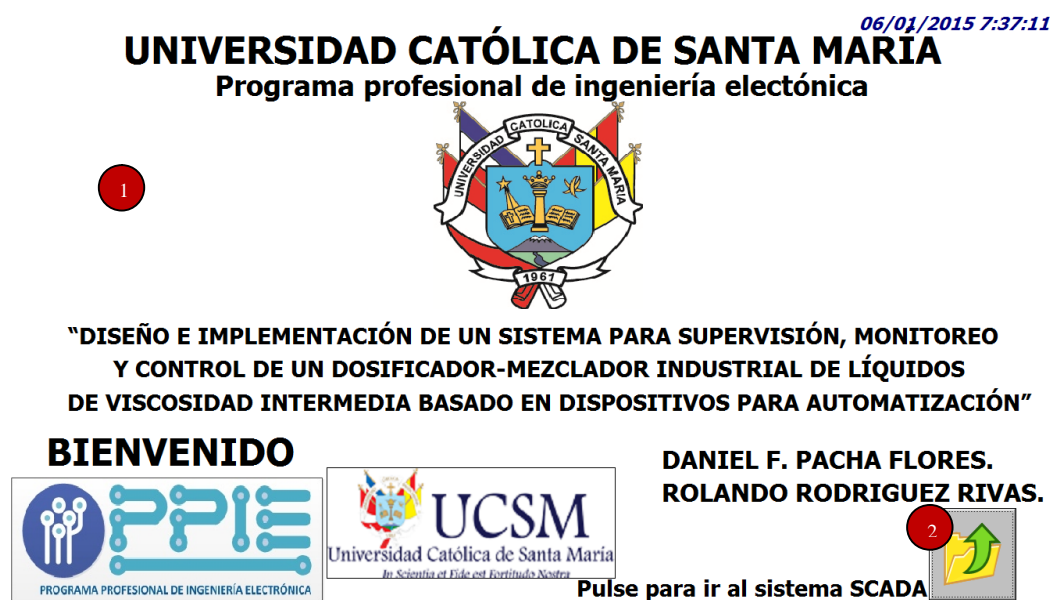 06/01/2015 7:37:11
UNIVERSIDAD CATÓLICA DE SANTA MARÍA
Programa profesional de ingeniería electónica
UNIVERSIDAD CATOLICA SANTA MARIA
1961
1
“DISEÑO E IMPLEMENTACIÓN DE UN SISTEMA PARA SUPERVISIÓN, MONITOREO
Y CONTROL DE UN DOSIFICADOR-MEZCLADOR INDUSTRIAL DE LÍQUIDOS
DE VISCOSIDAD INTERMEDIA BASADO EN DISPOSITIVOS PARA AUTOMATIZACIÓN”
BIENVENIDO
PPIE
PROGRAMA PROFESIONAL DE INGENIERÍA ELECTRÓNICA
UCSM
Universidad Católica de Santa María
In Scientia et Fide est Fortitudo Nostra
DANIEL F. PACHA FLORES.
ROLANDO RODRIGUEZ RIVAS.
2
Pulse para ir al sistema SCADA